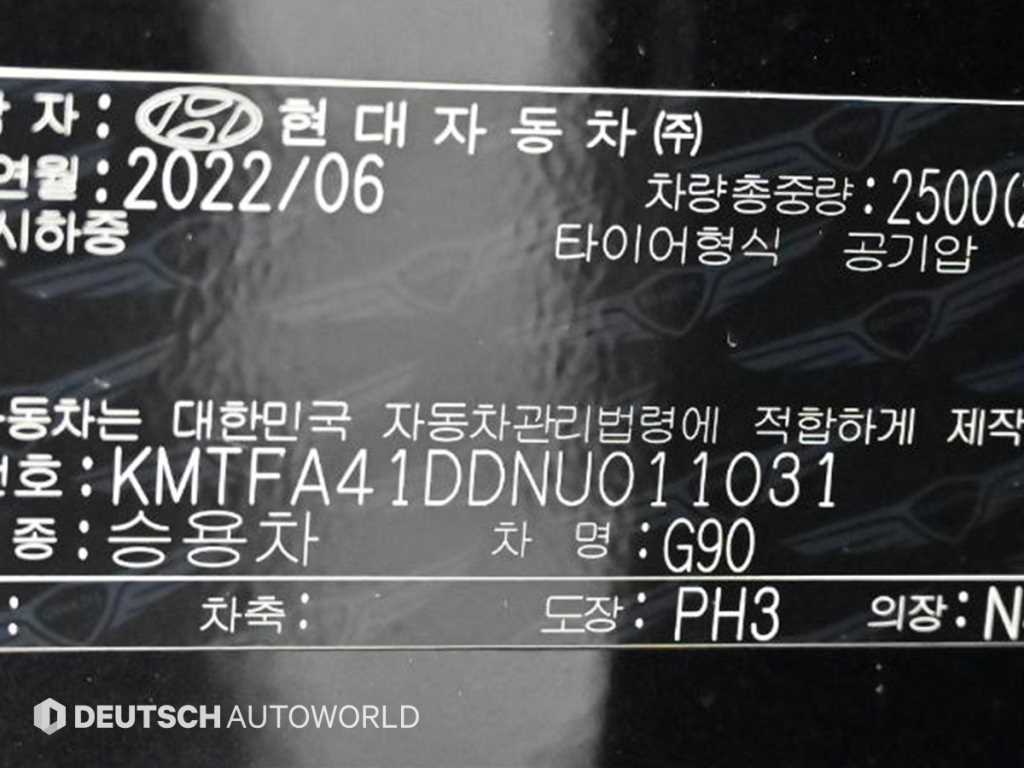 자 : 현대자동차(주)
연월 : 2022/06
차량총중량 : 2500(2
시하중
타이어형식 공기압
동차는 대한민국 자동차관리법령에 적합하게 제작
호 : KMTFA41DDNU011031
종 : 승용차 차명 : G90
: 차축 : 도장 : PH3 의장 : N
DEUTSCH AUTOWORLD